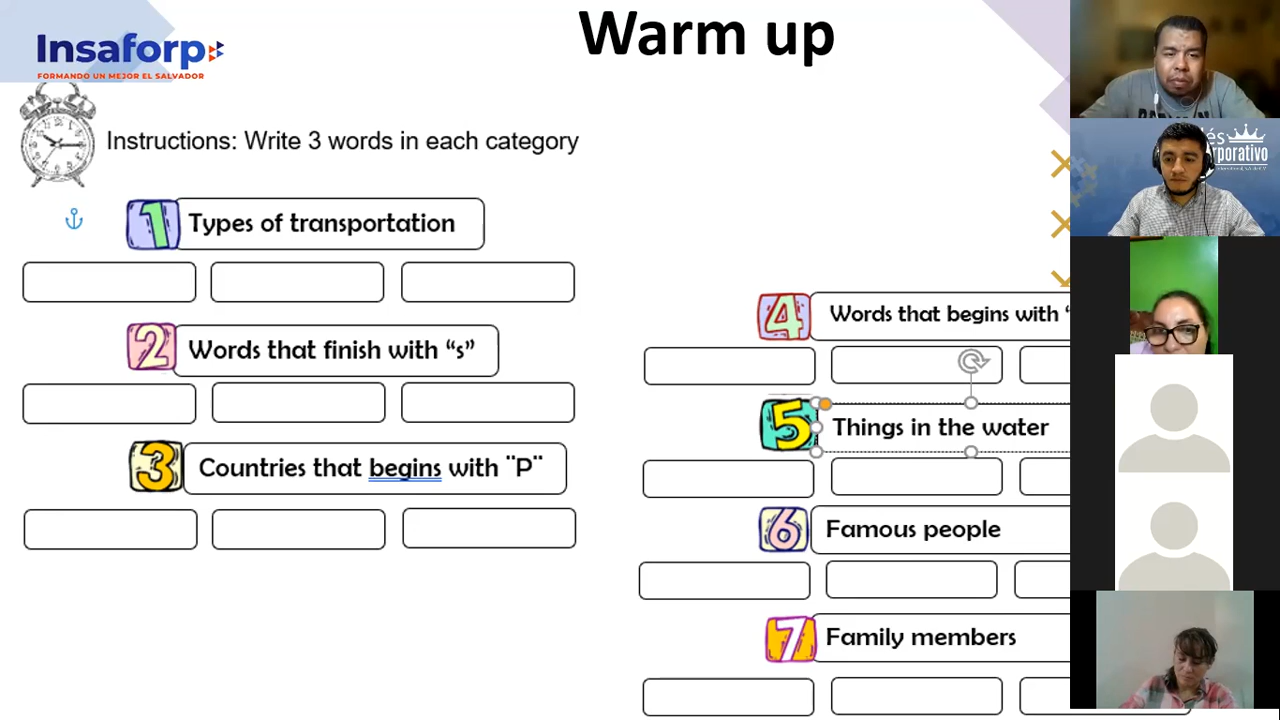 Warm up
Insaforp
FORMANDO UN MEJOR EL SALVADOR
Instructions: Write 3 words in each category
1 Types of transportation
2 Words that finish with “s”
3 Countries that begins with ¨P¨
4 Words that begins with “
5 Things in the water
6 Famous people
7 Family members